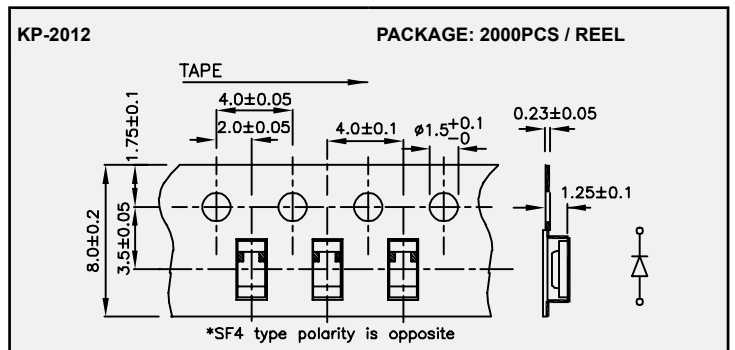 KP-2012 PACKAGE: 2000PCS / REEL
TAPE
4.0±0.05
2.0±0.05
4.0±0.1
ø1.5+0.1 -0
0.23±0.05
1.75±0.1
1.25±0.1
8.0±0.2
3.5±0.05
*SF4 type polarity is opposite